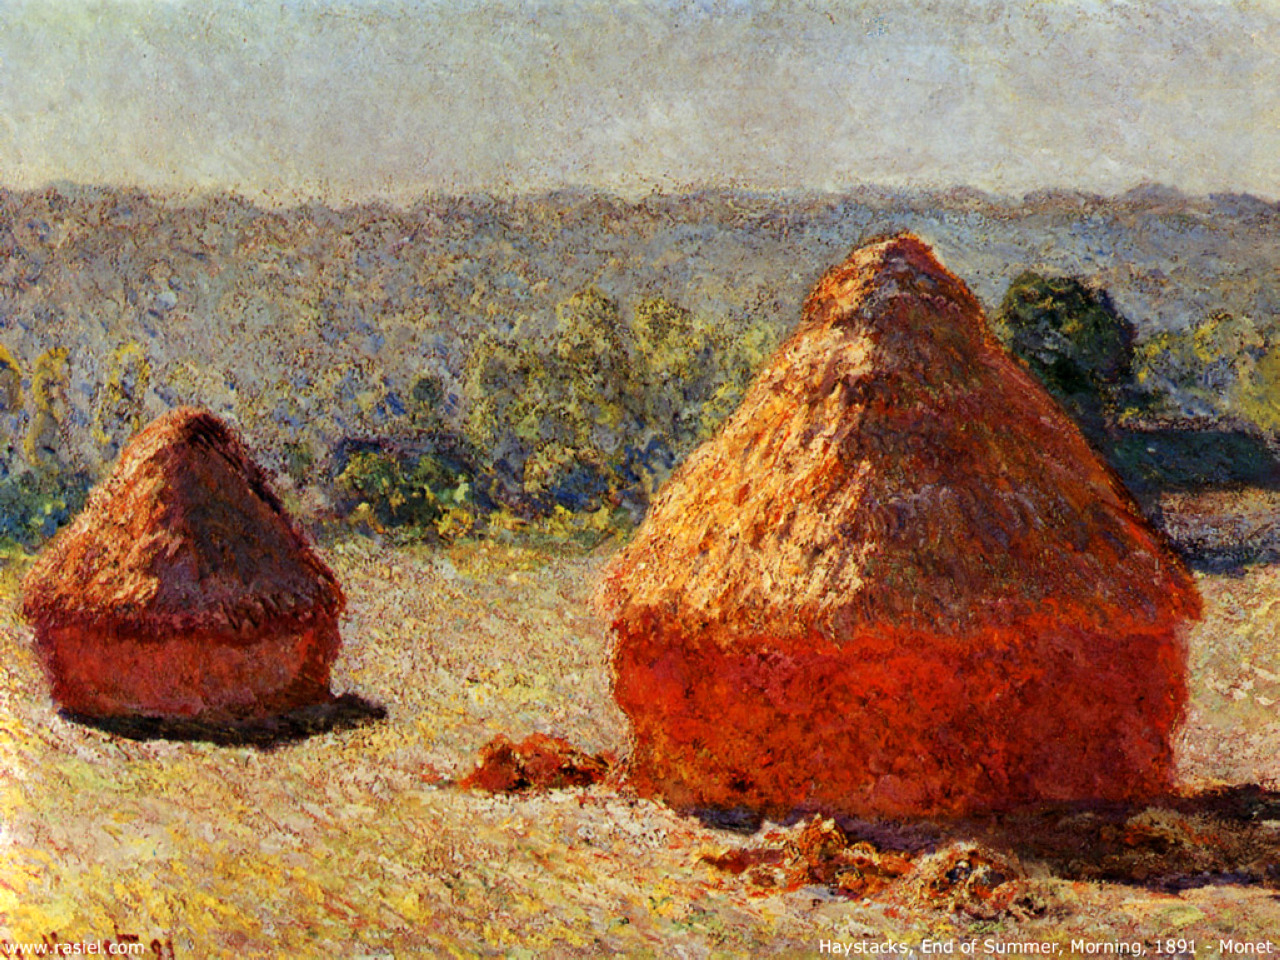 www.rasiel.com
Haystacks, End of Summer, Morning, 1891 - Monet